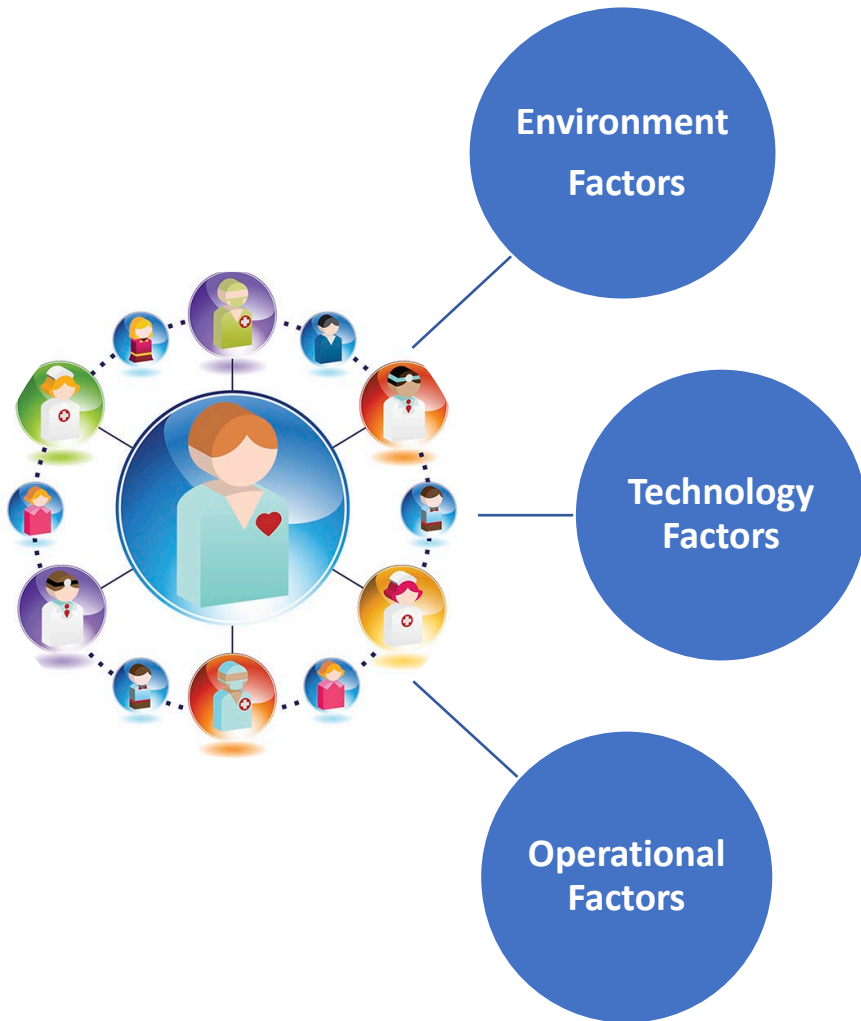 Environment
Factors
Technology
Factors
Operational
Factors